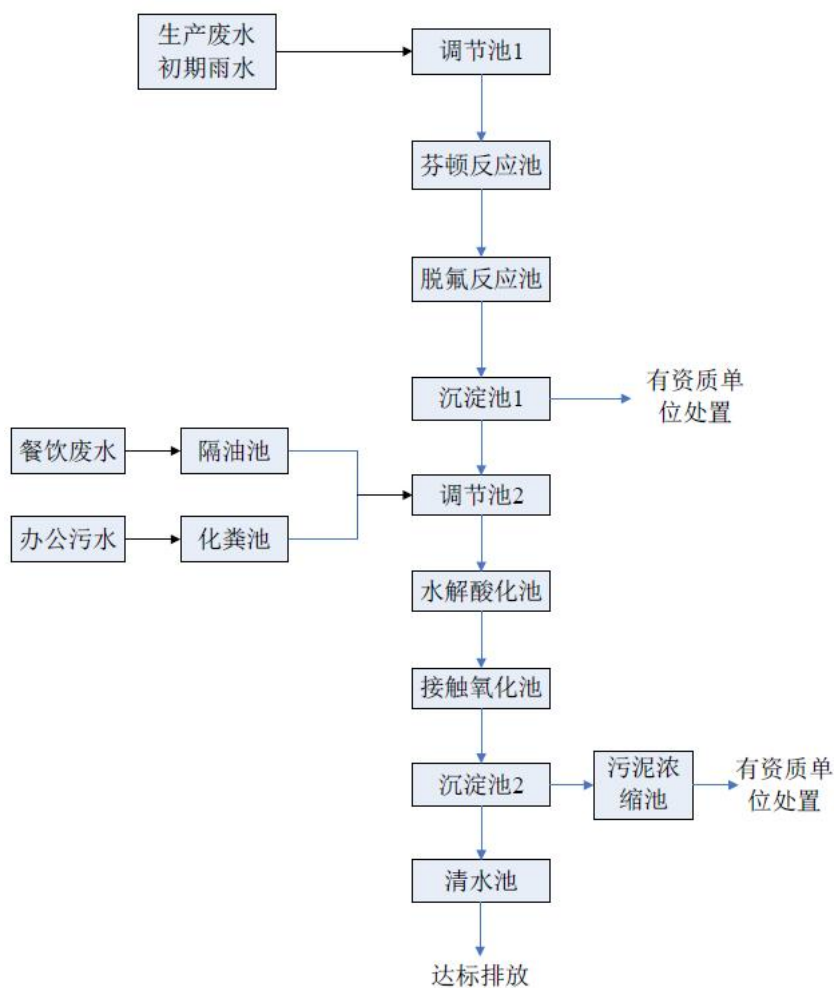 生产废水
初期雨水
调节池1
芬顿反应池
脱氟反应池
沉淀池1
有资质单
位处置
餐饮废水
隔油池
调节池2
办公污水
化粪池
水解酸化池
接触氧化池
沉淀池2
污泥浓
缩池
有资质单
位处置
清水池
达标排放